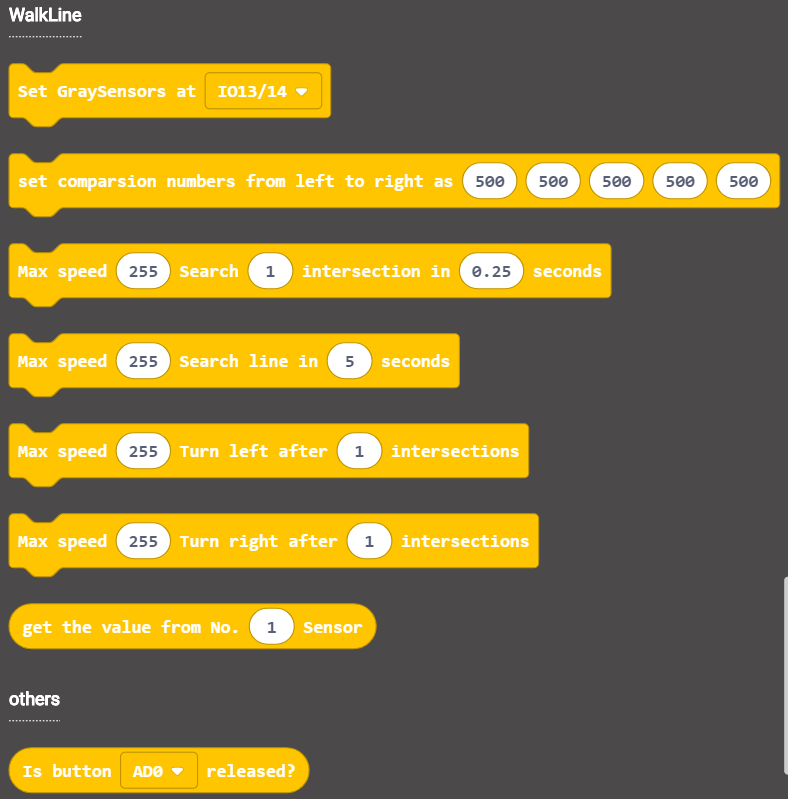 WalkLine
Set GraySensors at IO13/14
set comparsion numbers from left to right as 500 500 500 500 500
Max speed 255 Search 1 intersection in 0.25 seconds
Max speed 255 Search line in 5 seconds
Max speed 255 Turn left after 1 intersections
Max speed 255 Turn right after 1 intersections
get the value from No. 1 Sensor
others
Is button AD0 released?